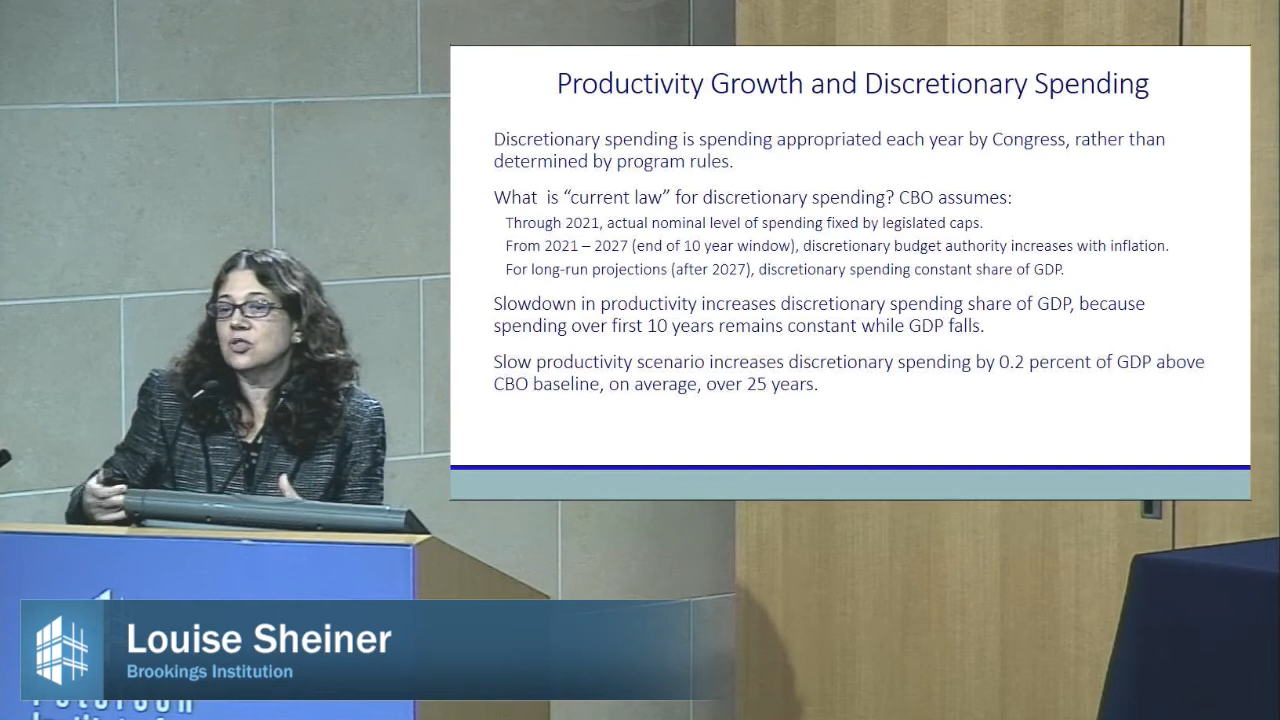 Productivity Growth and Discretionary Spending
Discretionary spending is spending appropriated each year by Congress, rather than
determined by program rules.
What is “current law” for discretionary spending? CBO assumes:
Through 2021, actual nominal level of spending fixed by legislated caps.
From 2021 – 2027 (end of 10 year window), discretionary budget authority increases with inflation.
For long-run projections (after 2027), discretionary spending constant share of GDP.
Slowdown in productivity increases discretionary spending share of GDP, because
spending over first 10 years remains constant while GDP falls.
Slow productivity scenario increases discretionary spending by 0.2 percent of GDP above
CBO baseline, on average, over 25 years.
Louise Sheiner
Brookings Institution